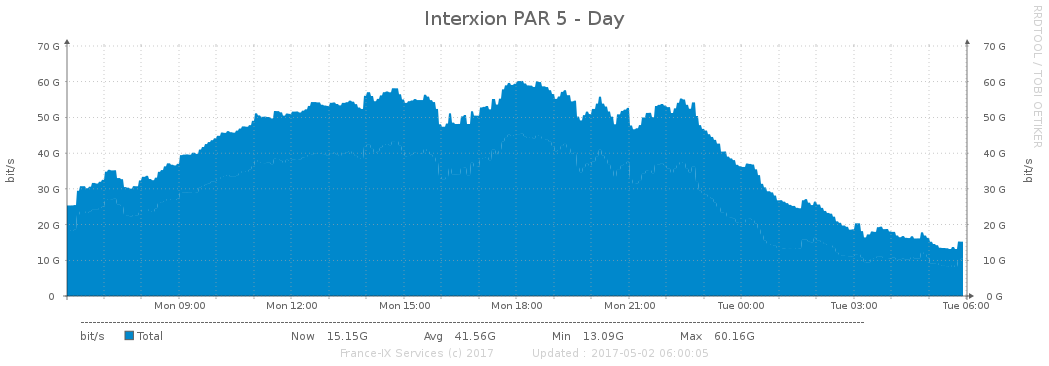 Interxion PAR 5 - Day
RRDTOOL / TOBI OETIKER
bit/s
70 G 70 G
60 G 60 G
50 G 50 G
40 G 40 G
30 G 30 G
20 G 20 G
10 G 10 G
0 0 G
bit/s
Mon 09:00 Mon 12:00 Mon 15:00 Mon 18:00 Mon 21:00 Tue 00:00 Tue 03:00 Tue 06:00
bit/s Total Now 15.15G Avg 41.56G Min 13.09G Max 60.16G
France-IX Services (c) 2017 Updated : 2017-05-02 06:00:05